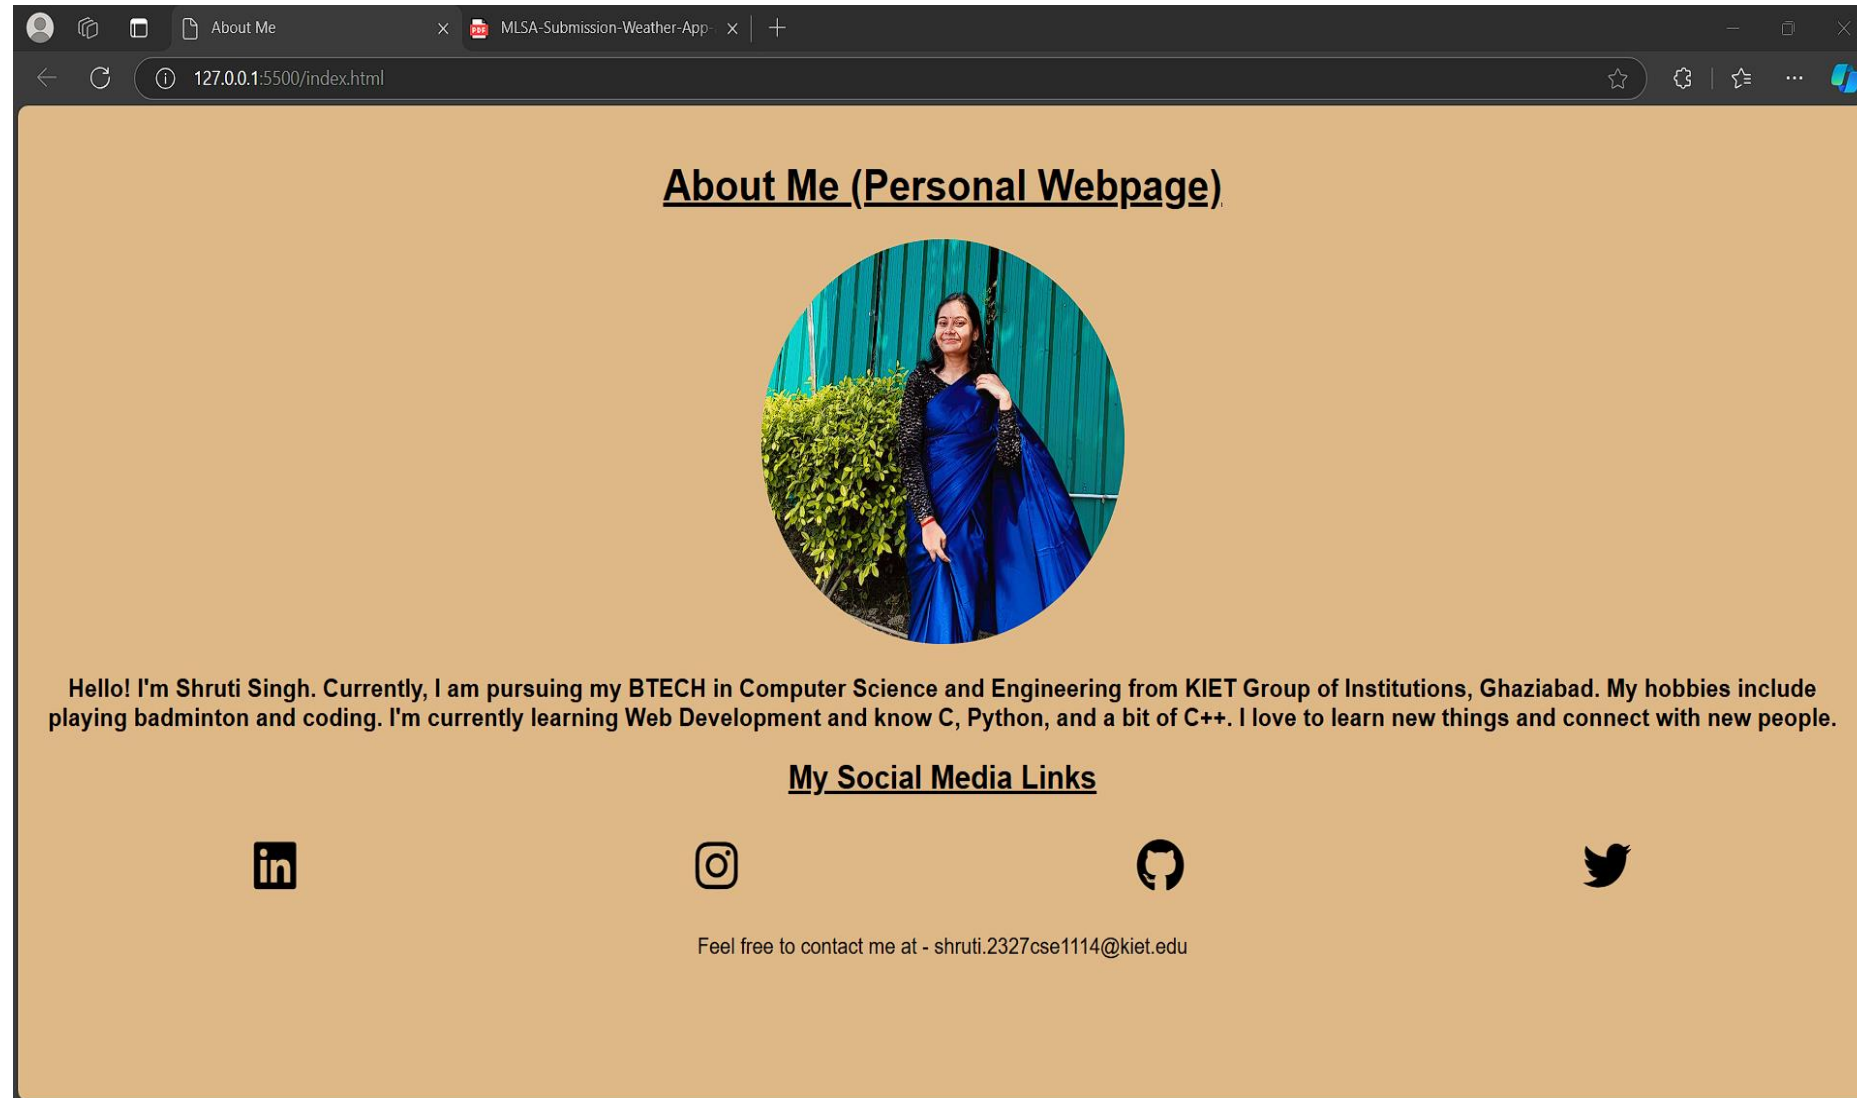 About Me
MLSA-Submission-Weather-App-
127.0.0.1:5500/index.html
About Me (Personal Webpage)
Hello! I'm Shruti Singh. Currently, I am pursuing my BTECH in Computer Science and Engineering from KIET Group of Institutions, Ghaziabad. My hobbies include
playing badminton and coding. I'm currently learning Web Development and know C, Python, and a bit of C++. I love to learn new things and connect with new people.
My Social Media Links
in
Feel free to contact me at - shruti.2327cse1114@kiet.edu